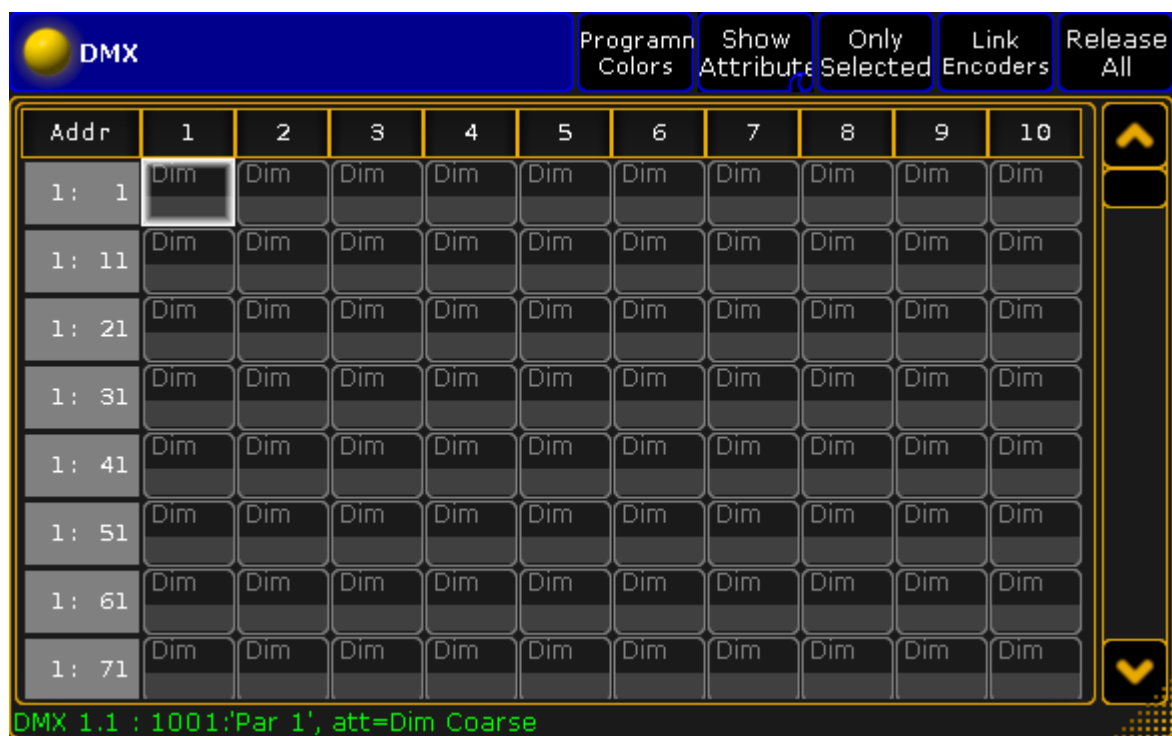 DMX
Programn Colors
Show Attribute
Only Selected
Link Encoders
Release All
Addr 1 2 3 4 5 6 7 8 9 10
1: 1 Dim Dim Dim Dim Dim Dim Dim Dim Dim Dim
1: 11 Dim Dim Dim Dim Dim Dim Dim Dim Dim Dim
1: 21 Dim Dim Dim Dim Dim Dim Dim Dim Dim Dim
1: 31 Dim Dim Dim Dim Dim Dim Dim Dim Dim Dim
1: 41 Dim Dim Dim Dim Dim Dim Dim Dim Dim Dim
1: 51 Dim Dim Dim Dim Dim Dim Dim Dim Dim Dim
1: 61 Dim Dim Dim Dim Dim Dim Dim Dim Dim Dim
1: 71 Dim Dim Dim Dim Dim Dim Dim Dim Dim Dim
DMX 1.1 : 1001:'Par 1', att=Dim Coarse